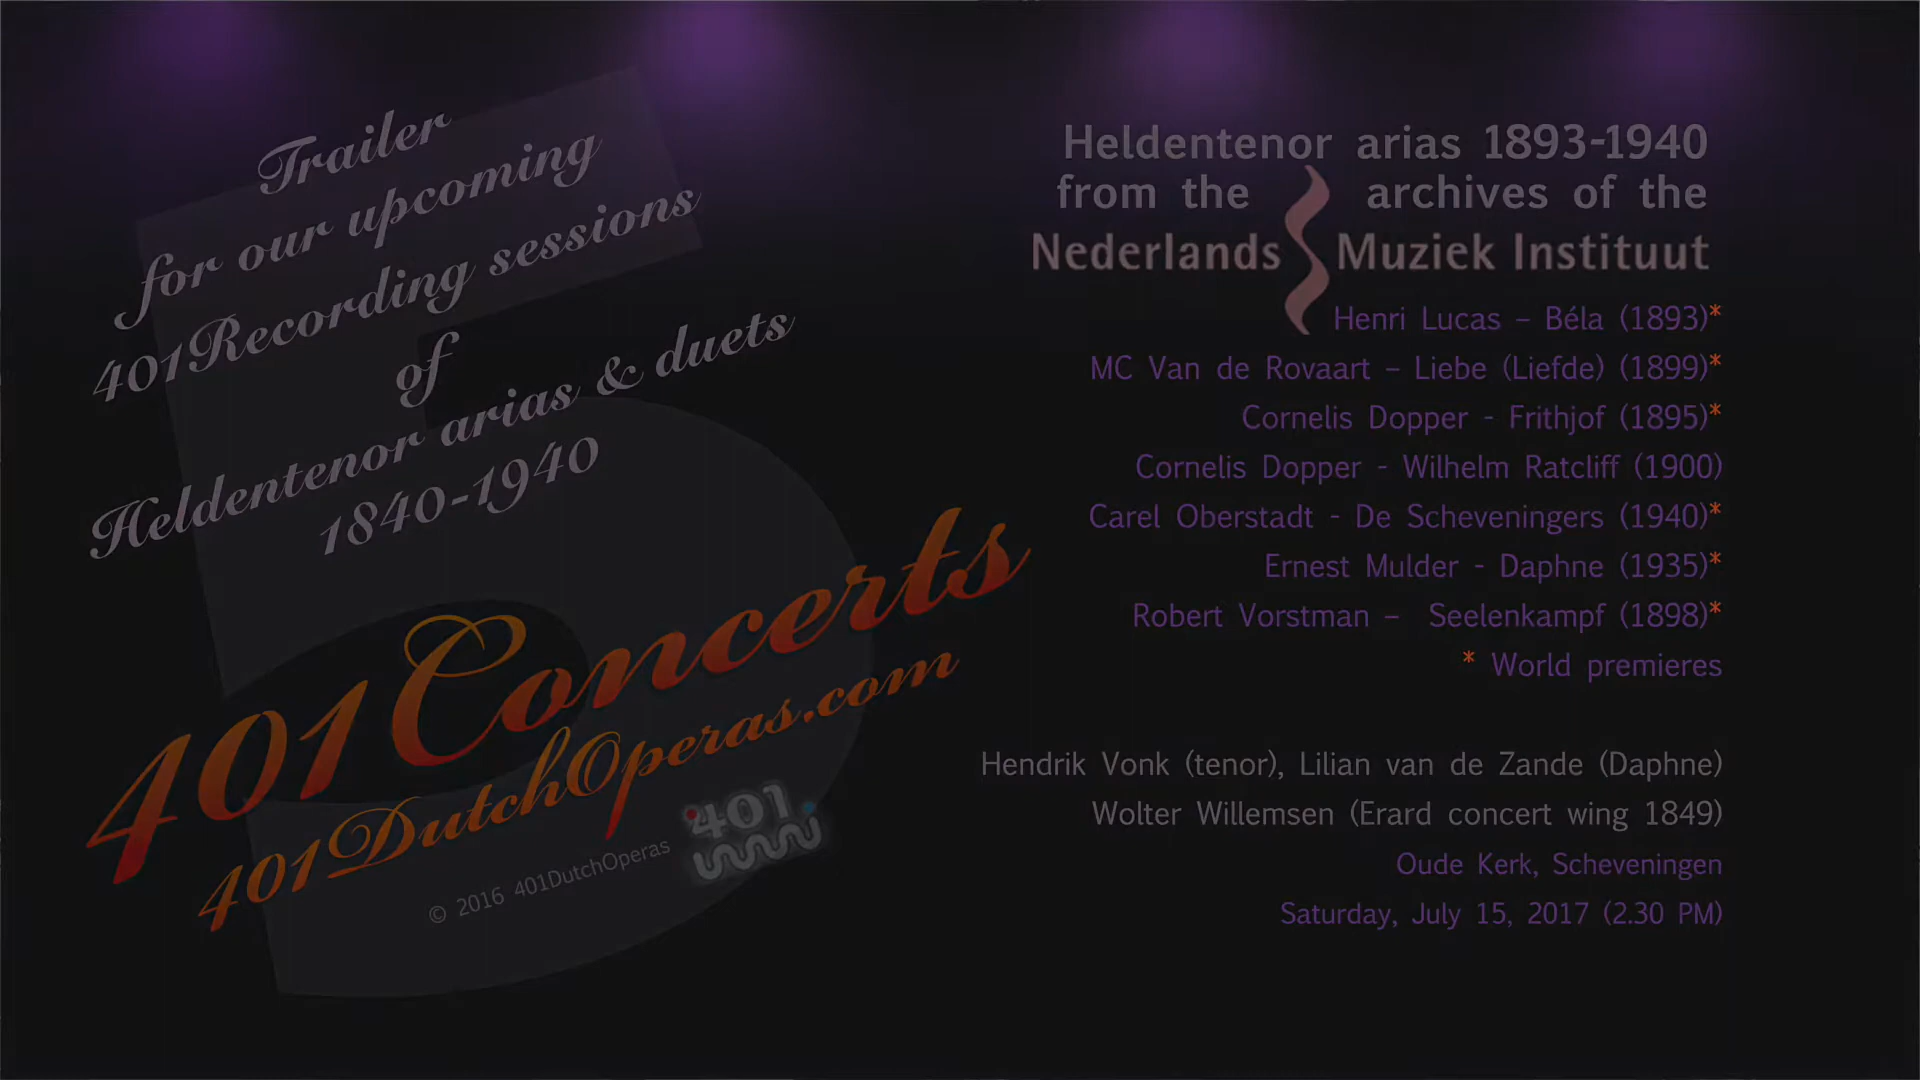 Trailer
for our upcoming
401Recording sessions
of
Heldentenor arias & duets
1840-1940
401Concerts
401DutchOperas.com
© 2016 401DutchOperas
401
Heldentenor arias 1893-1940
from the archives of the
Nederlands Muziek Instituut
Henri Lucas – Béla (1893)*
MC Van de Rovaart – Liebe (Liefde) (1899)*
Cornelis Dopper - Frithjof (1895)*
Cornelis Dopper - Wilhelm Ratcliff (1900)
Carel Oberstadt - De Scheveningers (1940)*
Ernest Mulder - Daphne (1935)*
Robert Vorstman – Seelenkampf (1898)*
* World premieres
Hendrik Vonk (tenor), Lilian van de Zande (Daphne)
Wolter Willemsen (Erard concert wing 1849)
Oude Kerk, Scheveningen
Saturday, July 15, 2017 (2.30 PM)